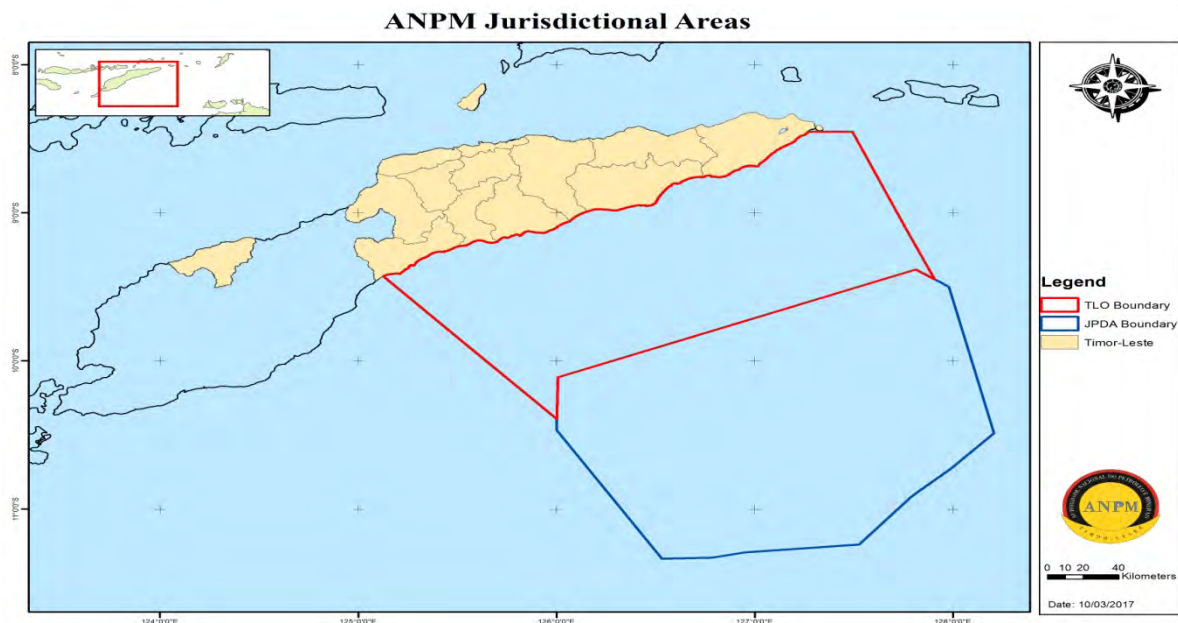 ANPM Jurisdictional Areas
8°0'0"S
9°0'0"S
10°0'0"S
11°0'0"S
124°0'0"E
125°0'0"E
126°0'0"E
127°0'0"E
128°0'0"E
Legend
TLO Boundary
JPDA Boundary
Timor-Leste
ANPM
TIMOR-LESTE
0 10 20 40
Kilometers
Date: 10/03/2017